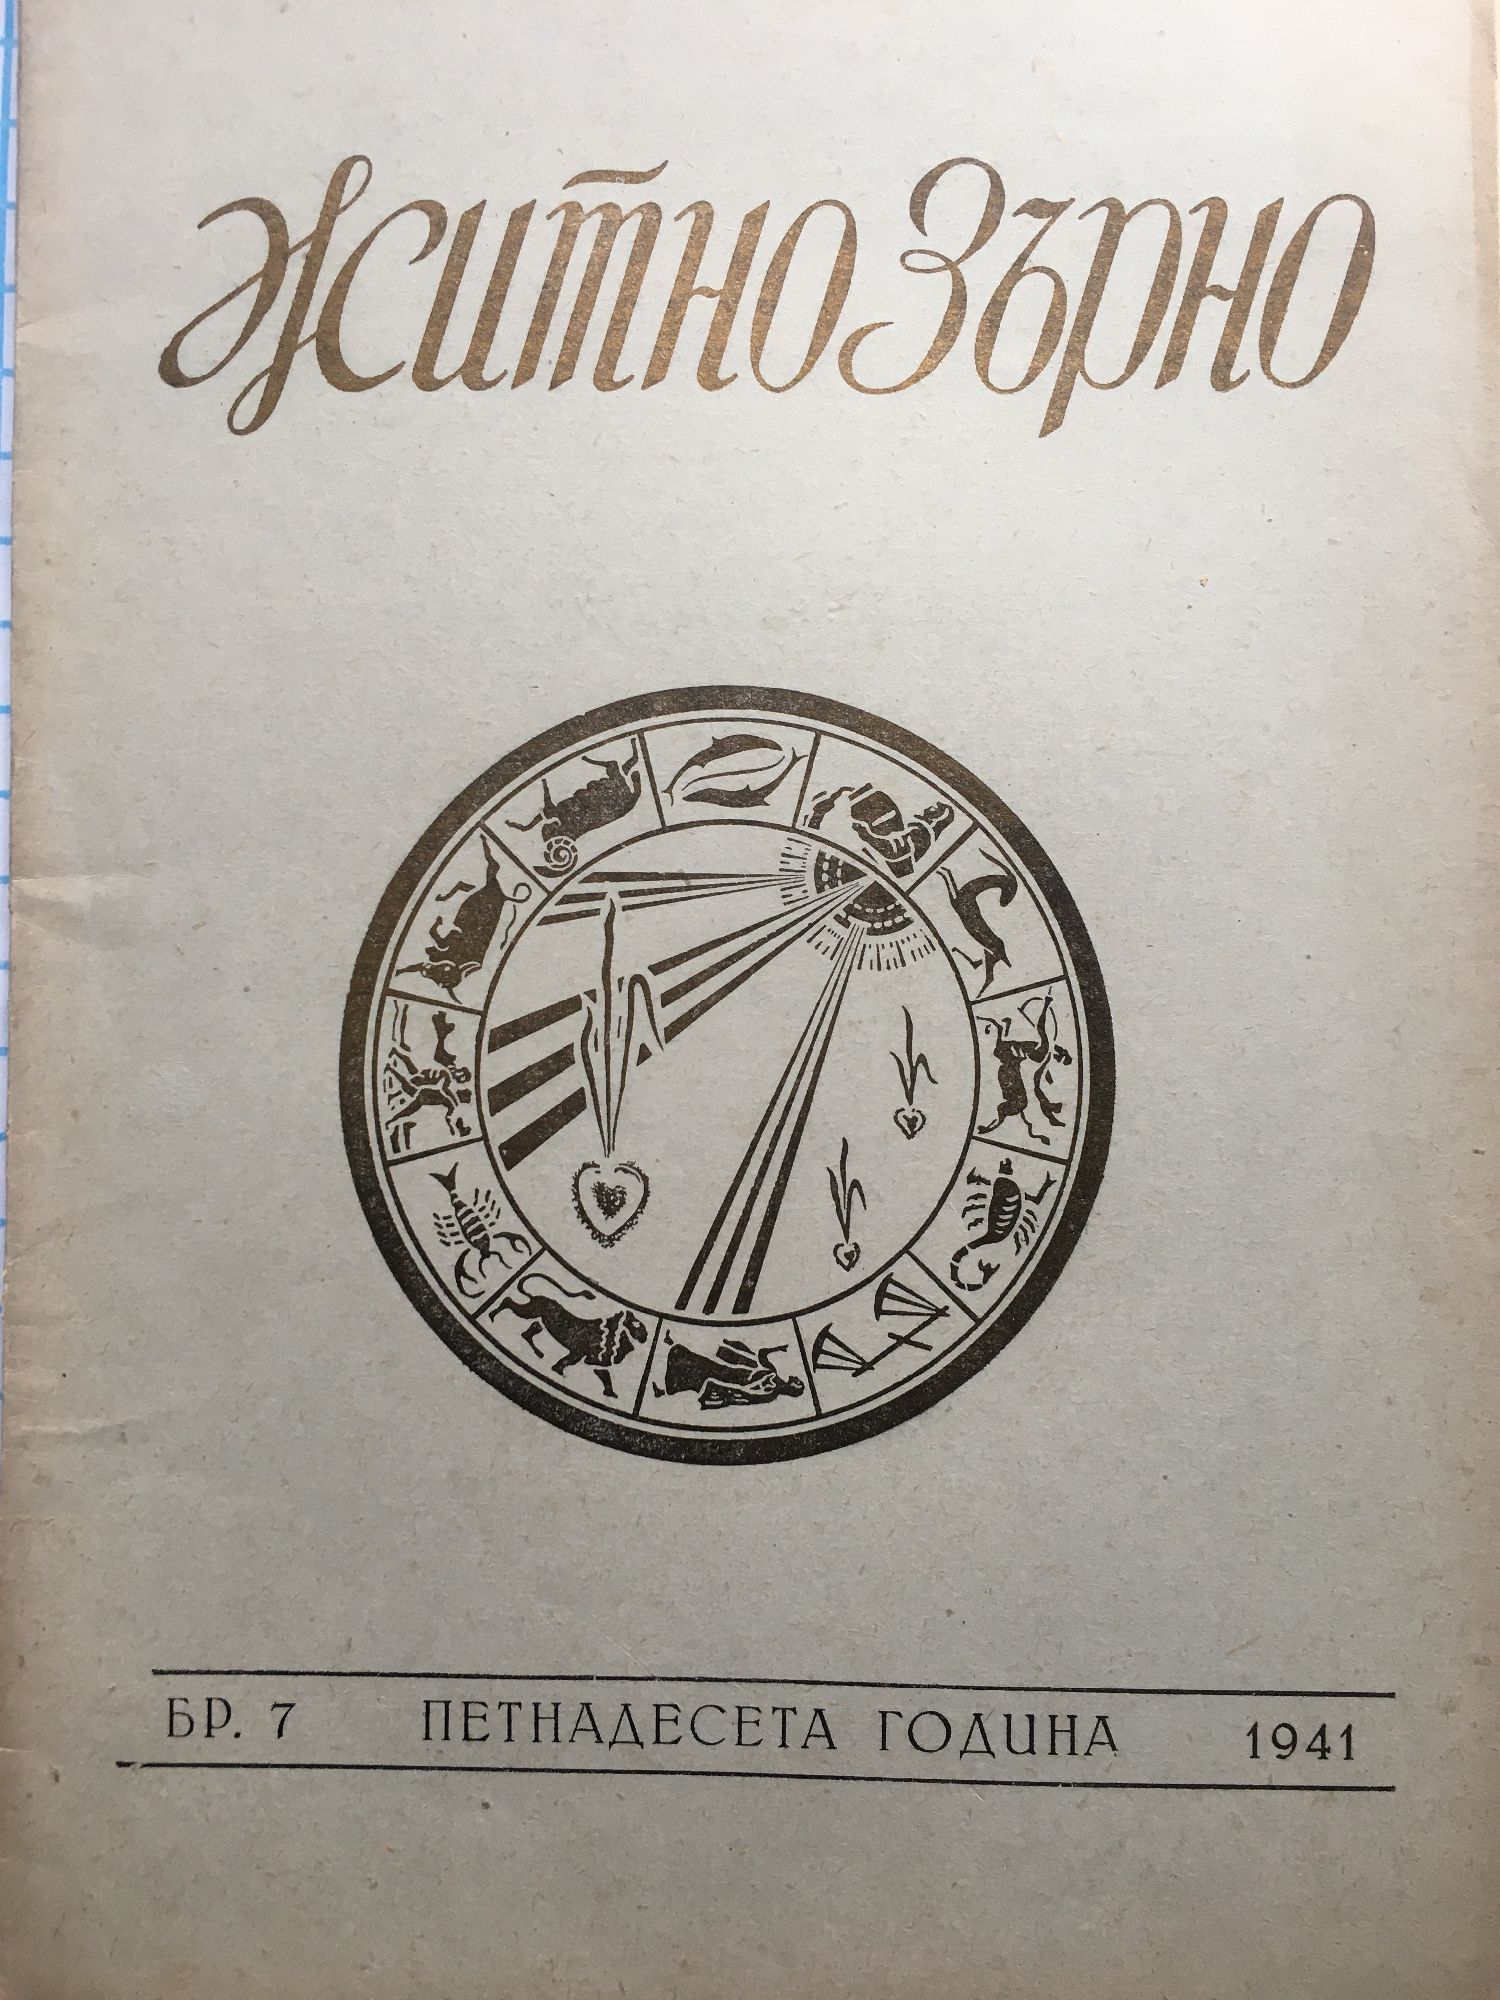 Житно Зърно
БР. 7 ПЕТНАДЕСЕТА ГОДИНА 1941